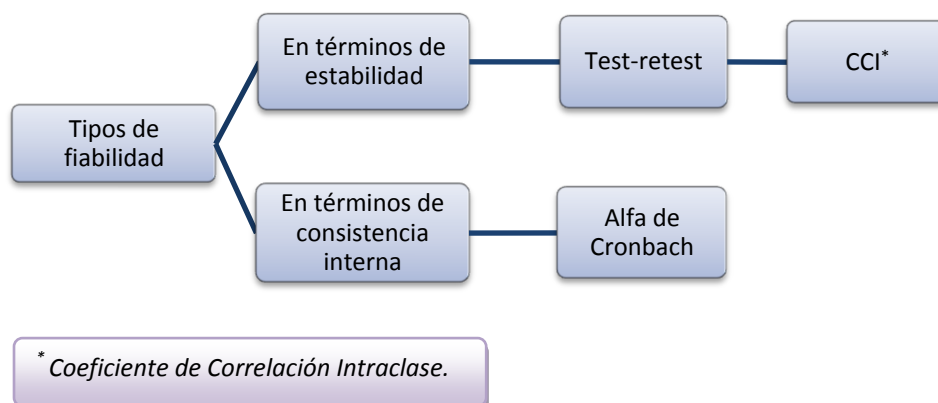 Tipos de
fiabilidad
En términos de
estabilidad
Test-retest
CCI*
En términos de
consistencia
interna
Alfa de
Cronbach
* Coeficiente de Correlación Intraclase.